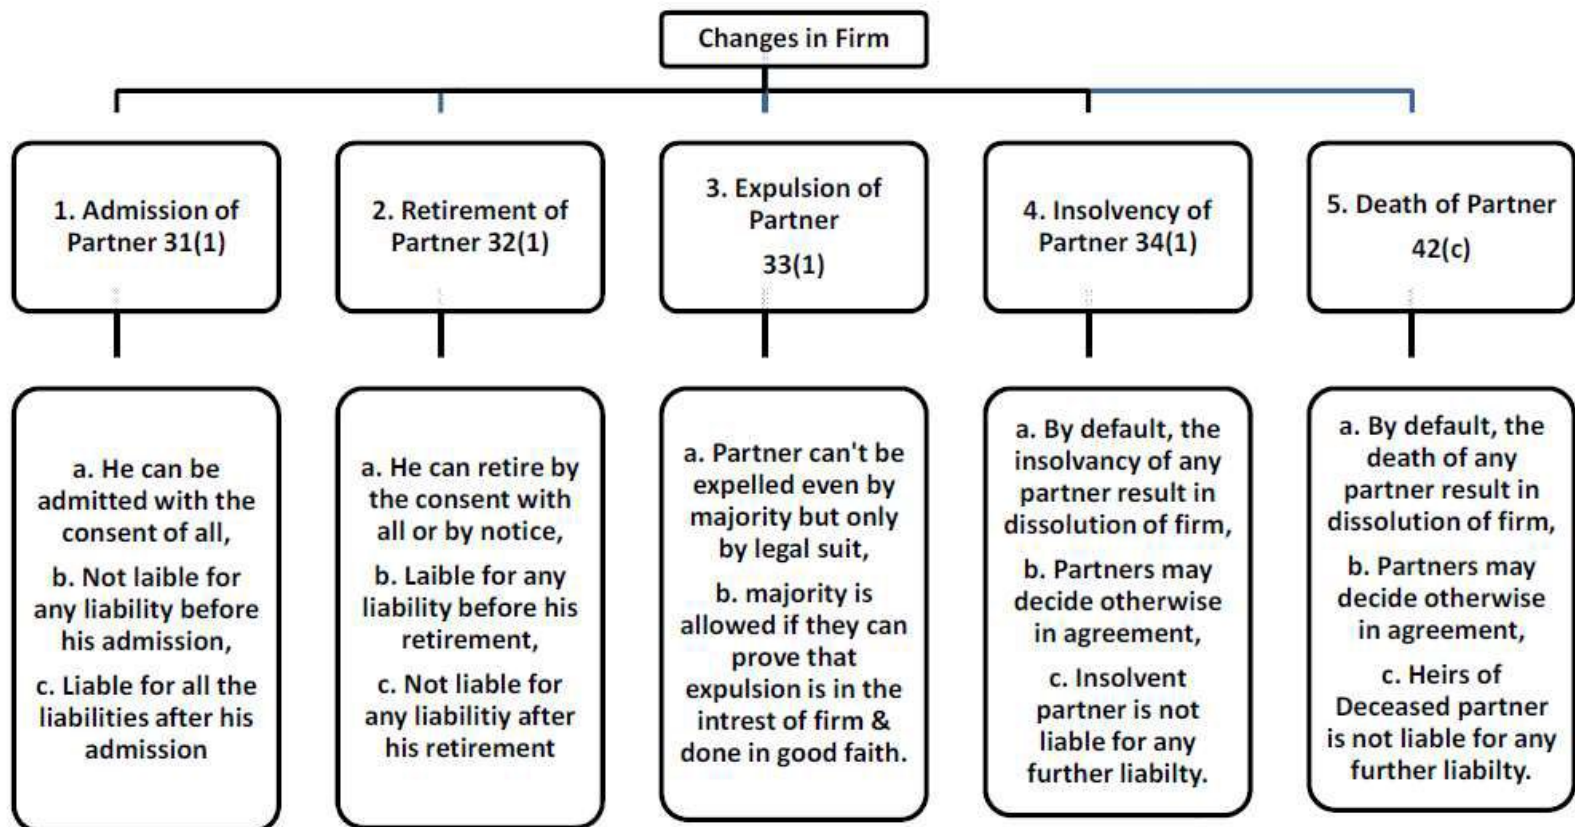 Changes in Firm
1. Admission of
Partner 31(1)
2. Retirement of
Partner 32(1)
3. Expulsion of
Partner
33(1)
4. Insolvency of
Partner 34(1)
5. Death of Partner
42(c)
a. He can be
admitted with the
consent of all,
b. Not laible for
any liability before
his admission,
c. Liable for all the
liabilities after his
admission
a. He can retire by
the consent with
all or by notice,
b. Laible for any
liability before his
retirement,
c. Not liable for
any liabilitiy after
his retirement
a. Partner can't be
expelled even by
majority but only
by legal suit,
b. majority is
allowed if they can
prove that
expulsion is in the
intrest of firm &
done in good faith.
a. By default, the
insolvancy of any
partner result in
dissolution of firm,
b. Partners may
decide otherwise
in agreement,
c. Insolvent
partner is not
liable for any
further liabilty.
a. By default, the
death of any
partner result in
dissolution of firm,
b. Partners may
decide otherwise
in agreement,
c. Heirs of
Deceased partner
is not liable for any
further liabilty.